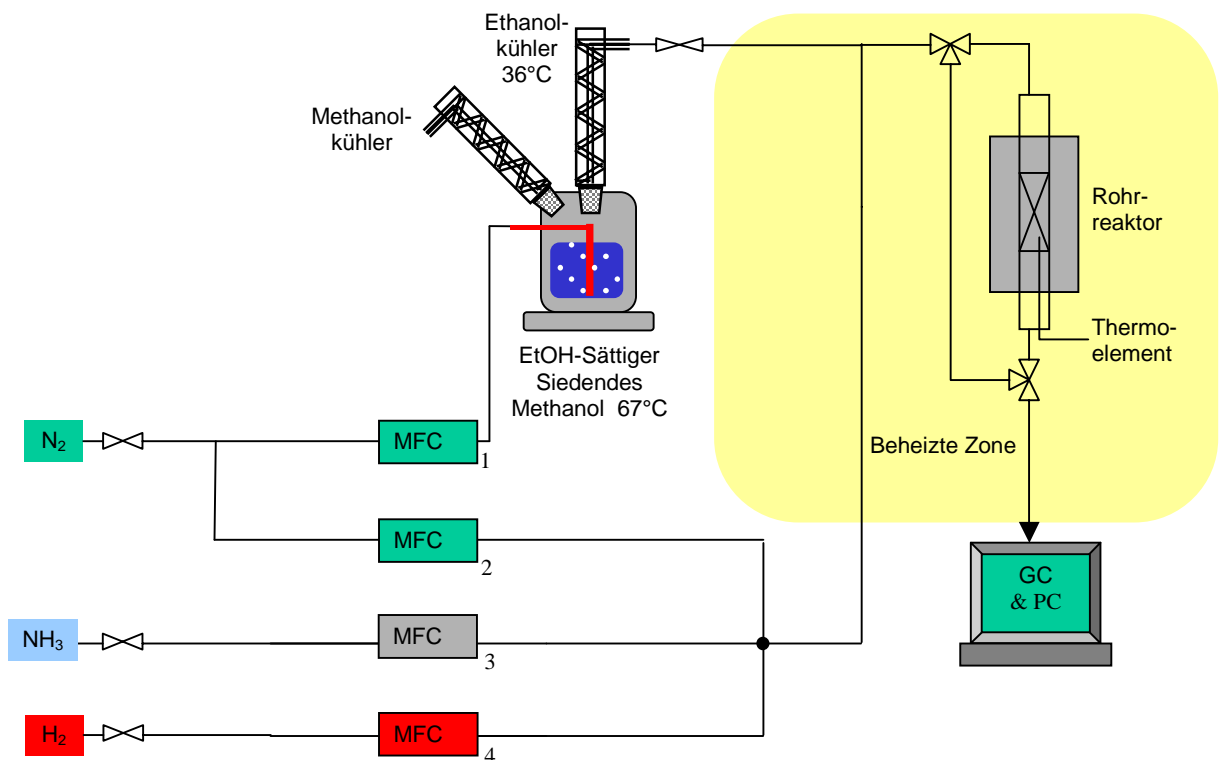 Ethanol-
kühler
36°C
Methanol-
kühler
Rohr-
reaktor
Thermo-
element
EtOH-Sättiger
Siedendes
Methanol 67°C
Beheizte Zone
N₂
MFC
1
MFC
2
NH₃
MFC
3
H₂
MFC
4
GC
& PC